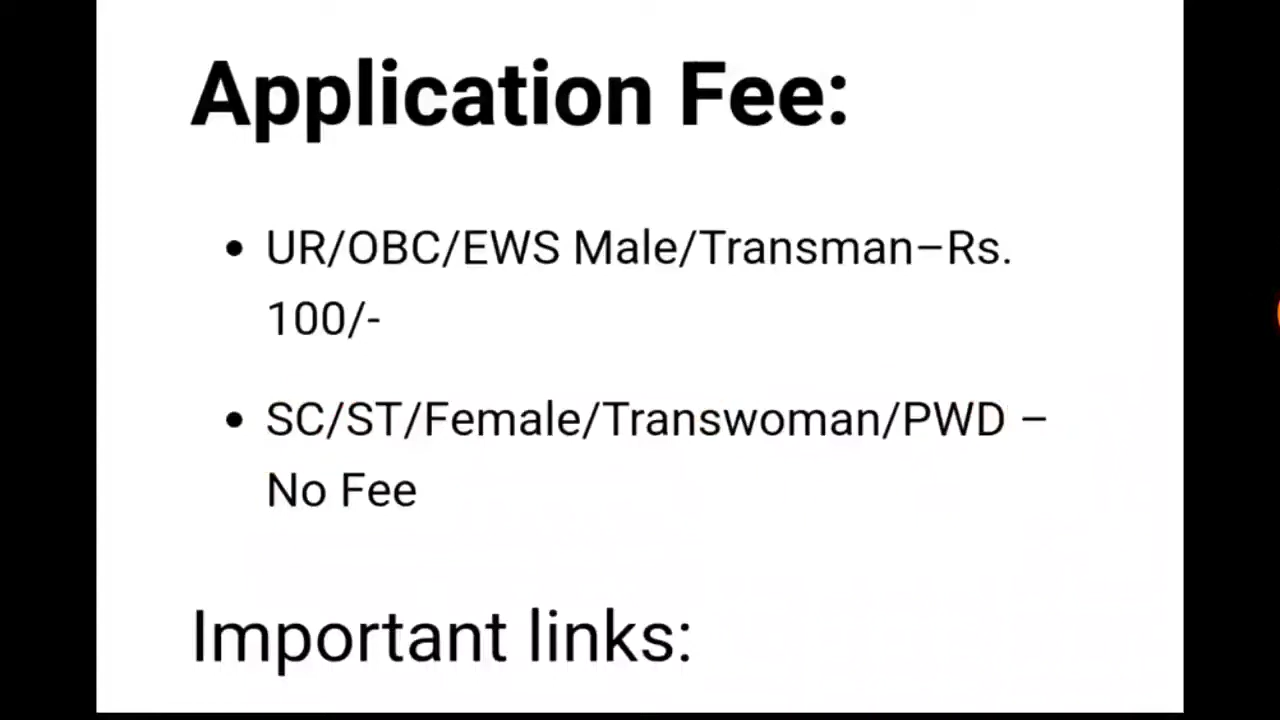 Application Fee:
UR/OBC/EWS Male/Transman–Rs.
100/-
SC/ST/Female/Transwoman/PWD –
No Fee
Important links: